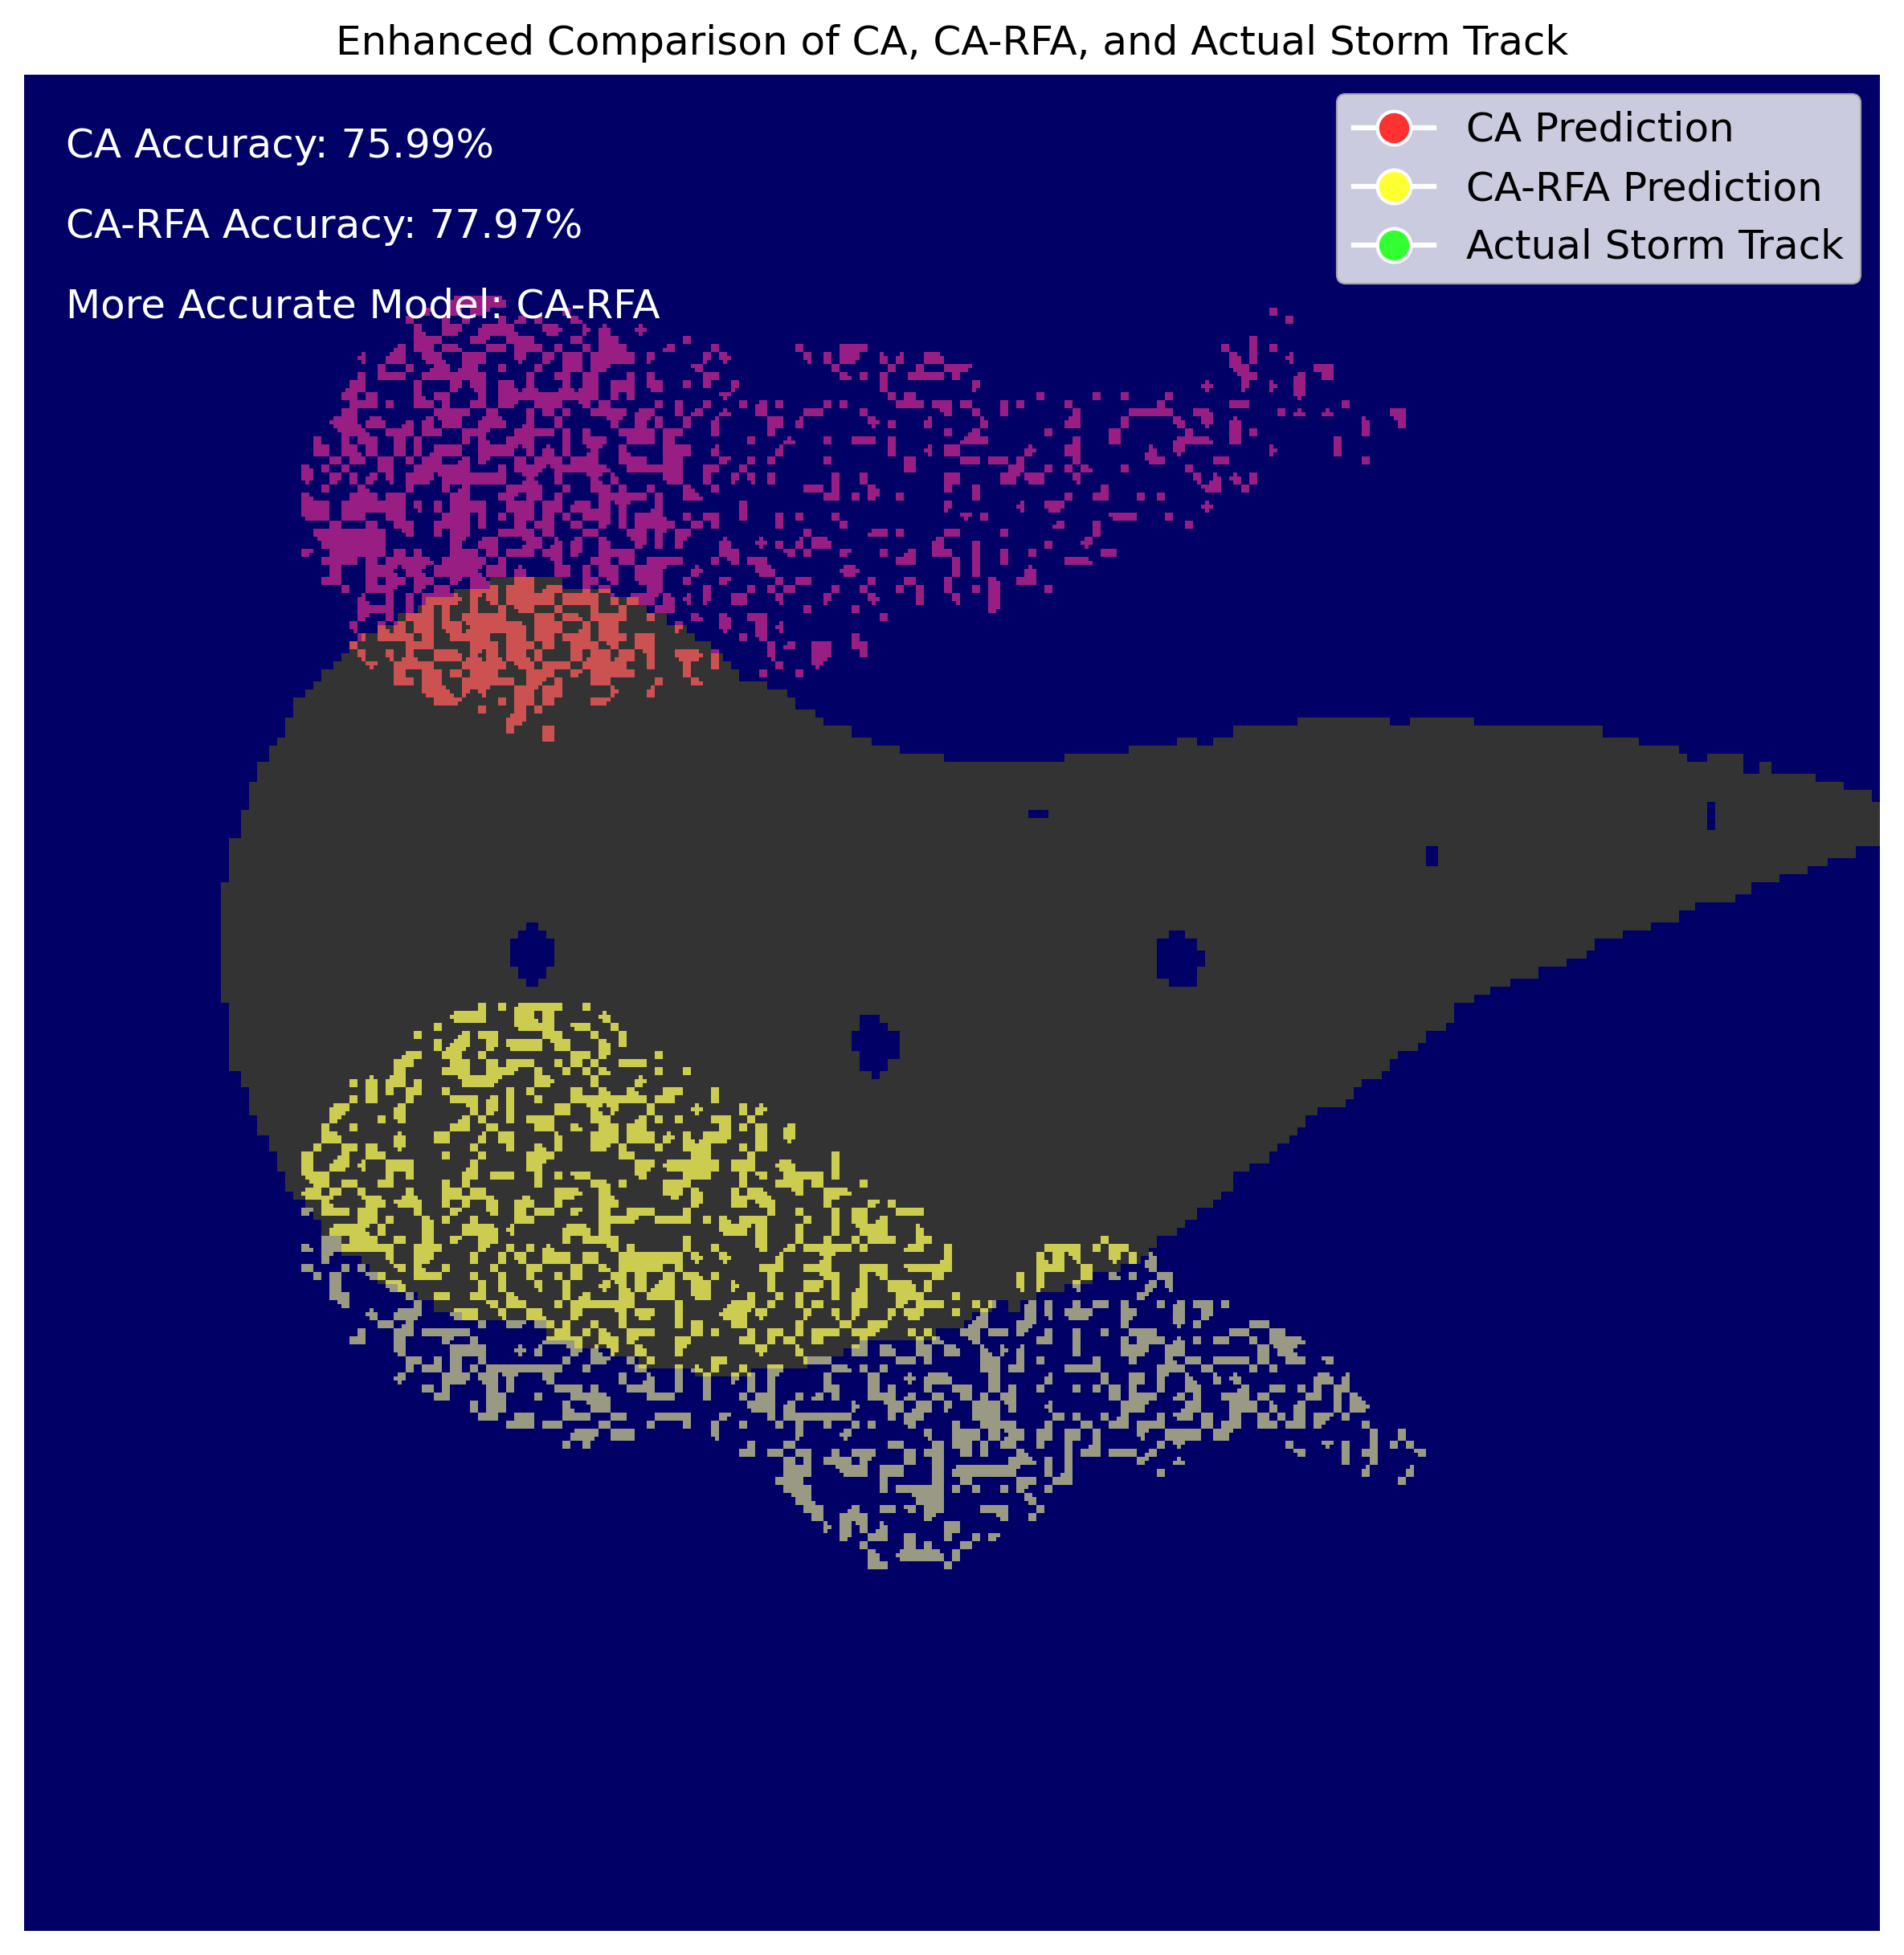 Enhanced Comparison of CA, CA-RFA, and Actual Storm Track
CA Accuracy: 75.99%
CA-RFA Accuracy: 77.97%
More Accurate Model: CA-RFA
CA Prediction
CA-RFA Prediction
Actual Storm Track